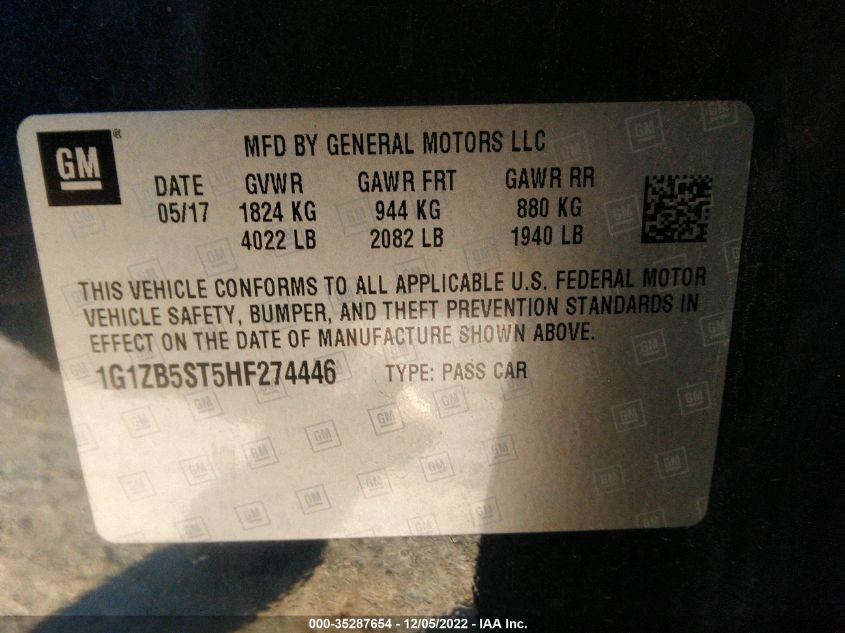 GM ®
MFD BY GENERAL MOTORS LLC
DATE GVWR GAWR FRT GAWR RR
05/17 1824 KG 944 KG 880 KG
4022 LB 2082 LB 1940 LB
THIS VEHICLE CONFORMS TO ALL APPLICABLE U.S. FEDERAL MOTOR
VEHICLE SAFETY, BUMPER, AND THEFT PREVENTION STANDARDS IN
EFFECT ON THE DATE OF MANUFACTURE SHOWN ABOVE.
1G1ZB5ST5HF274446 TYPE: PASS CAR
000-35287654 - 12/05/2022 - IAA Inc.